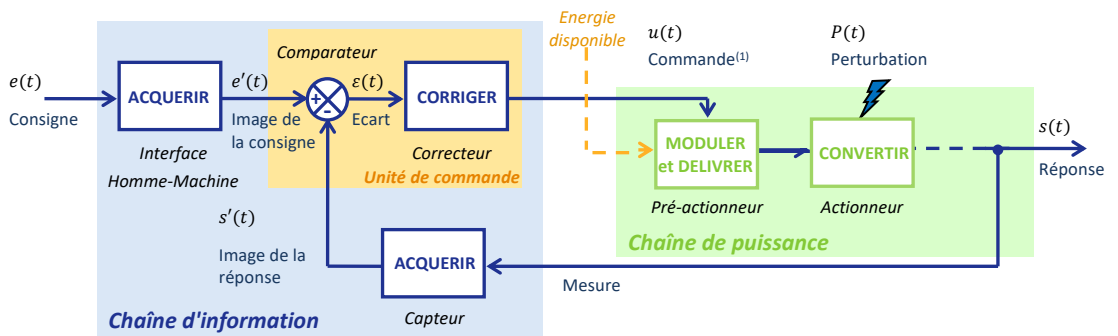 Energie
disponible
u(t)
Commande(1)
P(t)
Perturbation
Comparateur
e(t)
Consigne
ACQUERIR
e′(t)
Image de
la consigne
+
-
ε(t)
Ecart
CORRIGER
Interface
Homme-Machine
Correcteur
Unité de commande
MODULER
et DELIVRER
CONVERTIR
s(t)
Réponse
Pré-actionneur
Actionneur
Chaîne de puissance
s′(t)
Image de la
réponse
ACQUERIR
Mesure
Capteur
Chaîne d'information